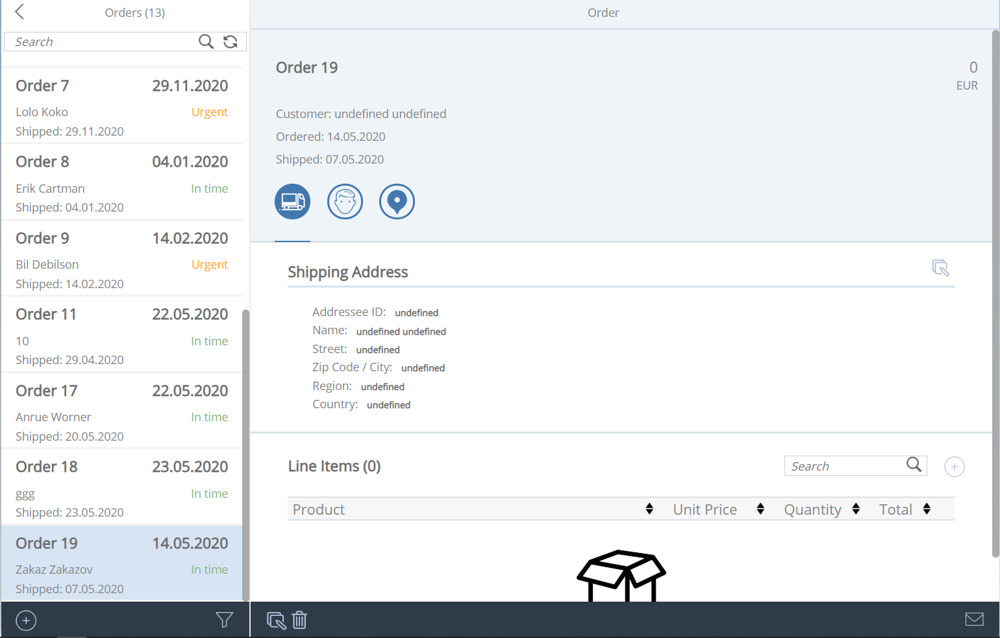 Orders (13)
Search
Order 7 29.11.2020
Lolo Koko Urgent
Shipped: 29.11.2020
Order 8 04.01.2020
Erik Cartman In time
Shipped: 04.01.2020
Order 9 14.02.2020
Bil Debilson Urgent
Shipped: 14.02.2020
Order 11 22.05.2020
10 In time
Shipped: 29.04.2020
Order 17 22.05.2020
Anrue Worner In time
Shipped: 20.05.2020
Order 18 23.05.2020
ggg In time
Shipped: 23.05.2020
Order 19 14.05.2020
Zakaz Zakazov In time
Shipped: 07.05.2020
Order
Order 19 0
EUR
Customer: undefined undefined
Ordered: 14.05.2020
Shipped: 07.05.2020
Shipping Address
Addressee ID: undefined
Name: undefined undefined
Street: undefined
Zip Code / City: undefined
Region: undefined
Country: undefined
Line Items (0) Search
Product Unit Price Quantity Total